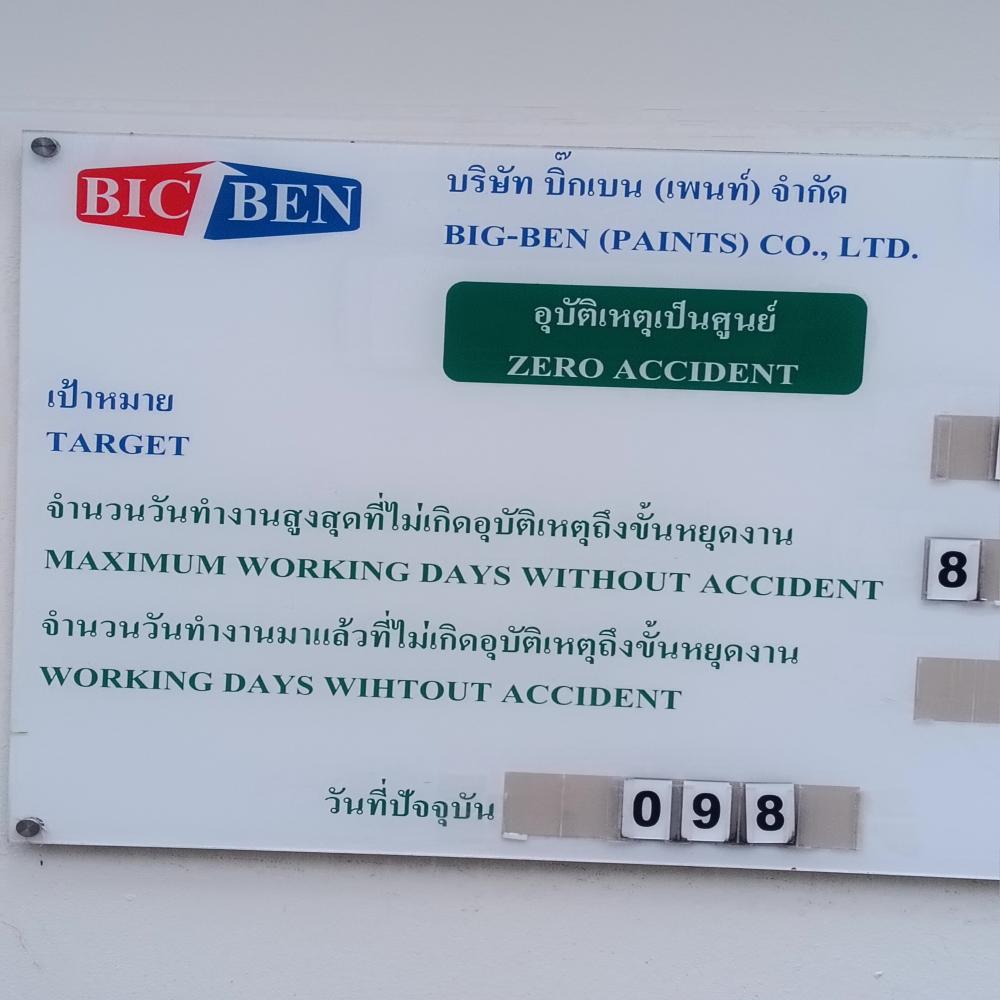 BIC BEN
บริษัท บิ๊กเบน (เพนท์) จำกัด
BIG-BEN (PAINTS) CO., LTD.
อุบัติเหตุเป็นศูนย์
ZERO ACCIDENT
เป้าหมาย
TARGET
จำนวนวันทำงานสูงสุดที่ไม่เกิดอุบัติเหตุถึงขั้นหยุดงาน
MAXIMUM WORKING DAYS WITHOUT ACCIDENT 8
จำนวนวันทำงานมาแล้วที่ไม่เกิดอุบัติเหตุถึงขั้นหยุดงาน
WORKING DAYS WIHTOUT ACCIDENT
วันที่ปัจจุบัน 098